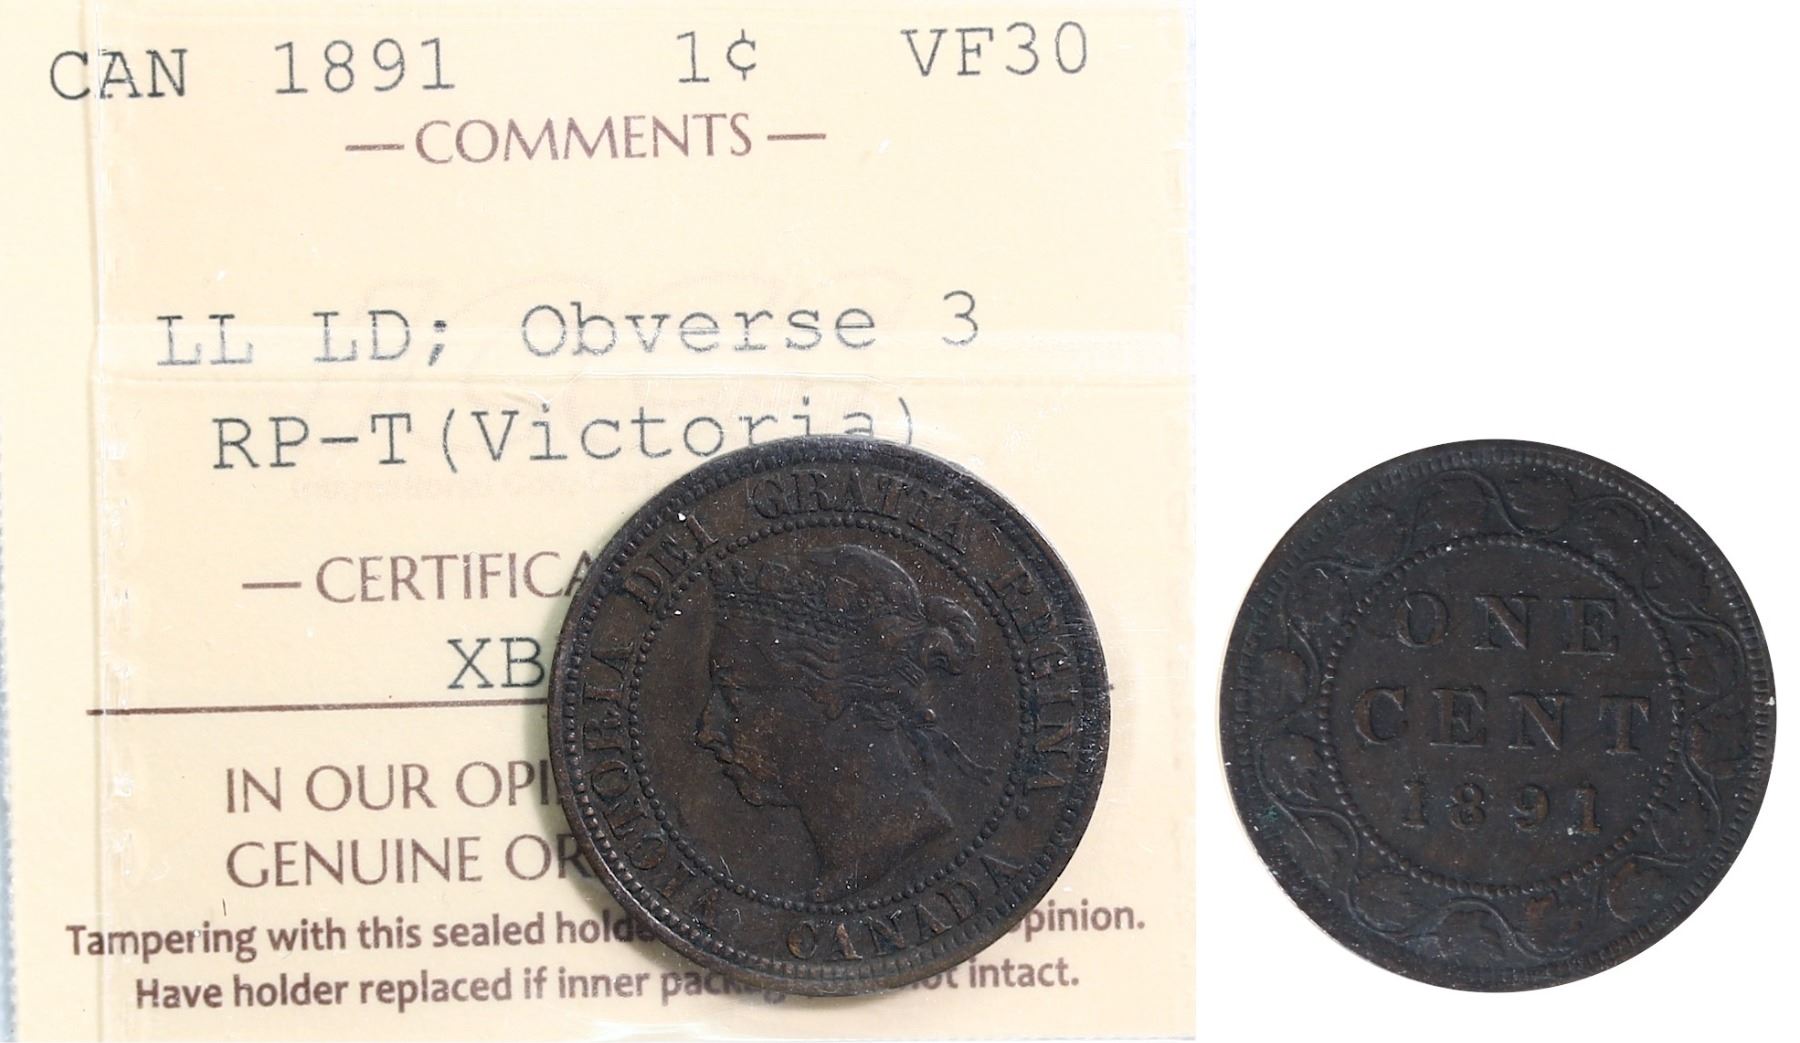 CAN 1891 1¢ VF30
— COMMENTS —
LL LD; Obverse 3
RP-T(Victoria)
— CERTIFICA
XB
IN OUR OPI
GENUINE OR
Tampering with this sealed holde pinion.
Have holder replaced if inner pack not intact.
VICTORIA DEI GRATIA REGINA.
CANADA
ONE
CENT
1891